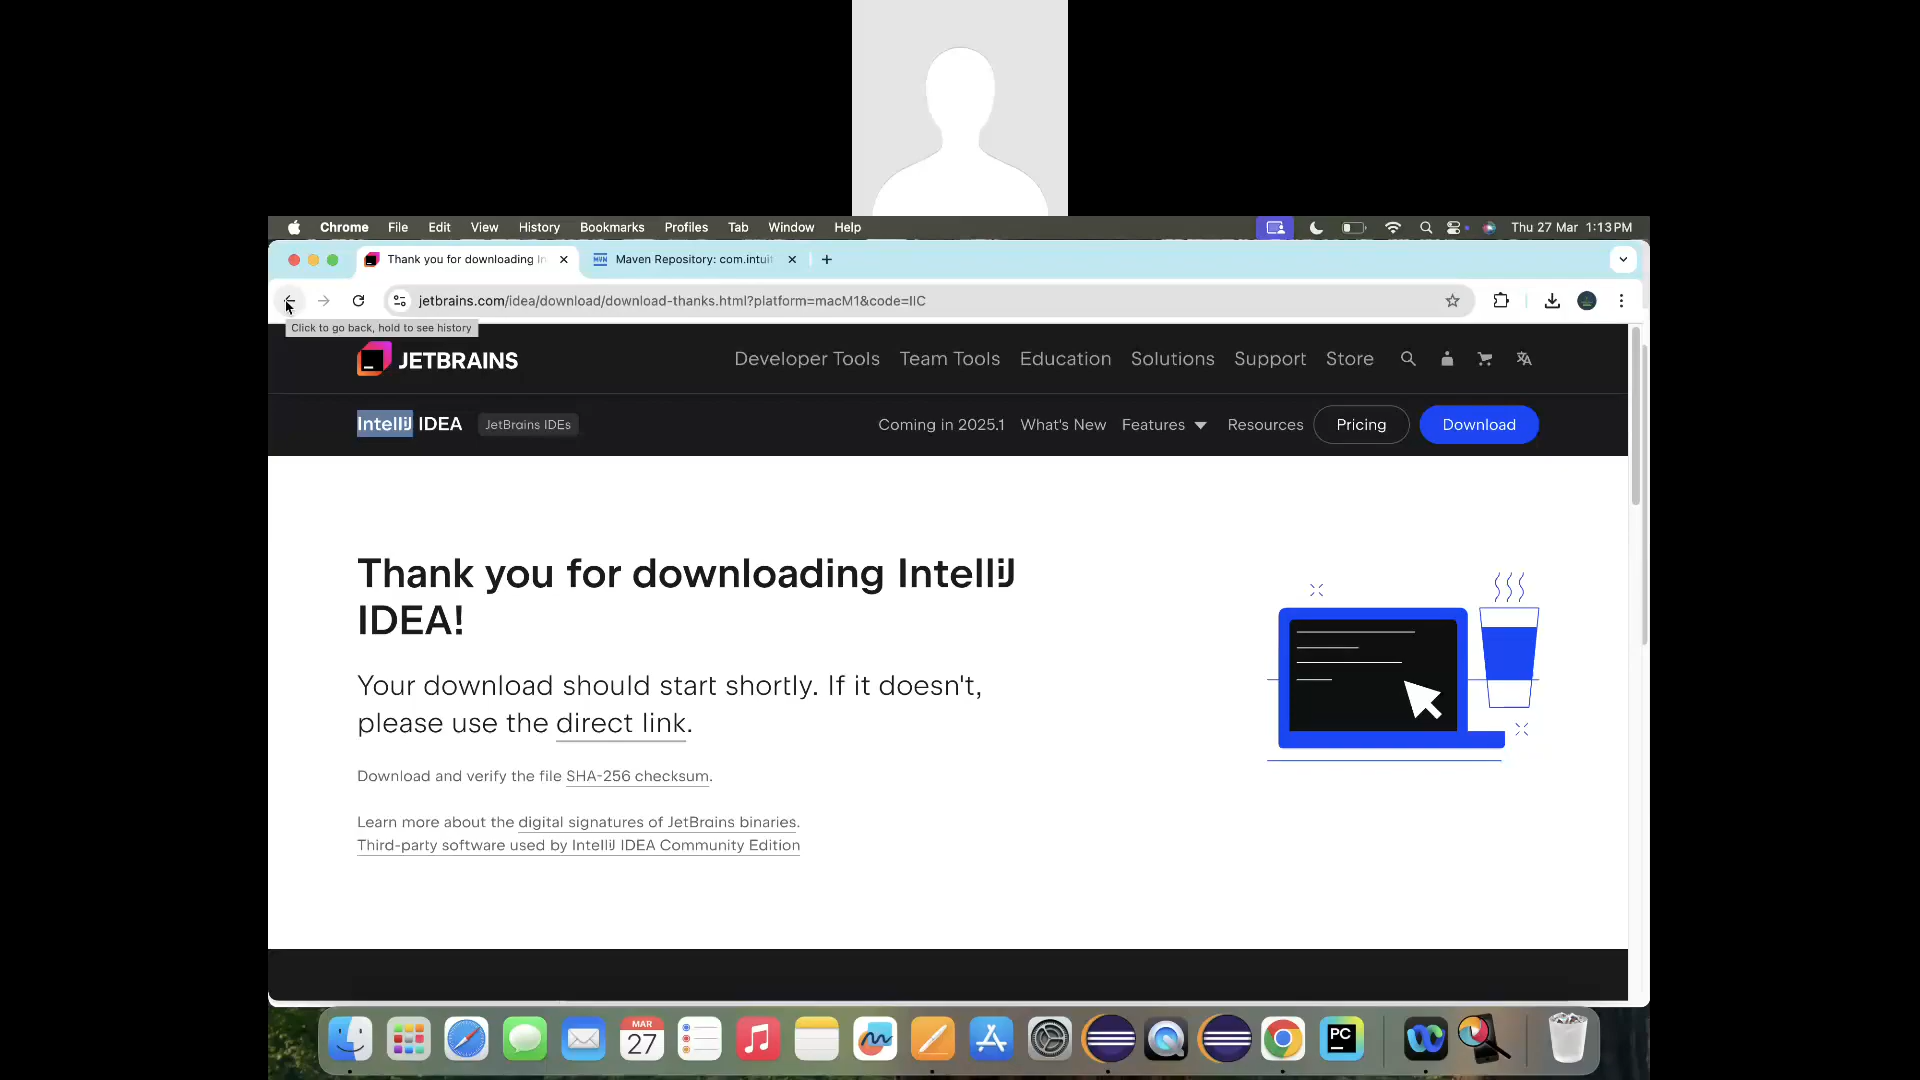 Chrome File Edit View History Bookmarks Profiles Tab Window Help Thu 27 Mar 1:13 PM
Thank you for downloading In Maven Repository: com.intuit
jetbrains.com/idea/download/download-thanks.html?platform=macM1&code=IIC
Click to go back, hold to see history
JETBRAINS Developer Tools Team Tools Education Solutions Support Store
IntelliJ IDEA JetBrains IDEs Coming in 2025.1 What's New Features Resources Pricing Download
Thank you for downloading IntelliJ
IDEA!
Your download should start shortly. If it doesn't,
please use the direct link.
Download and verify the file SHA-256 checksum.
Learn more about the digital signatures of JetBrains binaries.
Third-party software used by IntelliJ IDEA Community Edition
MAR
27
PC